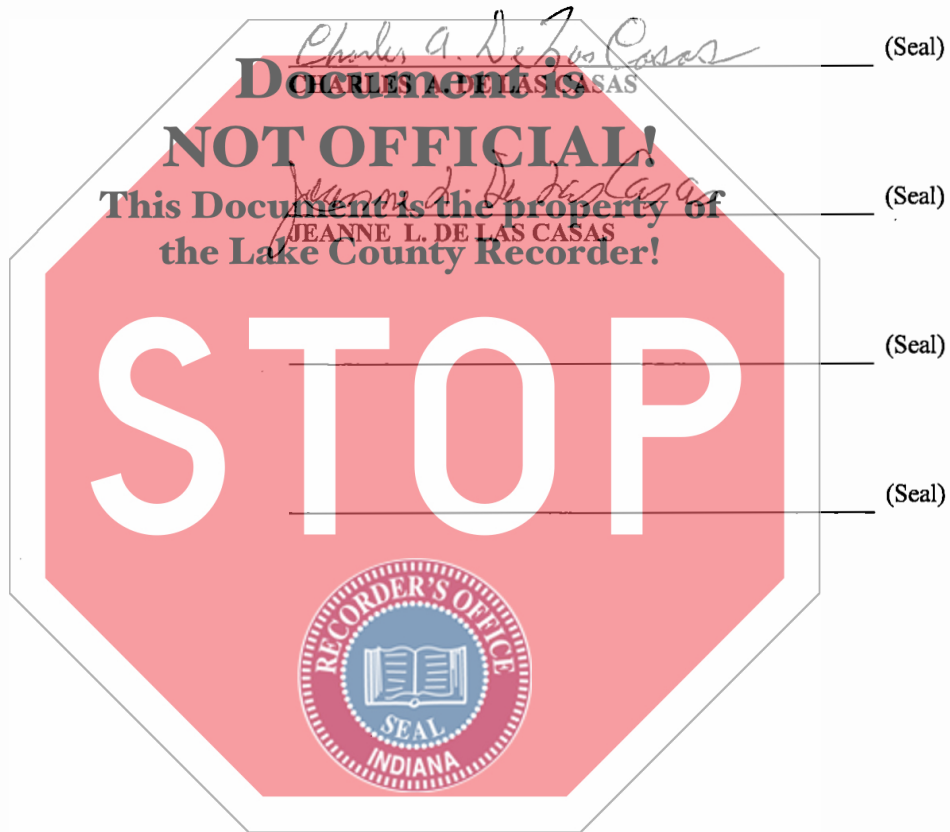 Charles A. De Las Casas (Seal)
Document is
CHARLES A. DE LAS CASAS
NOT OFFICIAL!
Jeanne L. De Las Casas (Seal)
This Document is the property of
JEANNE L. DE LAS CASAS
the Lake County Recorder!
(Seal)
STOP
(Seal)
RECORDER'S OFFICE
SEAL
INDIANA